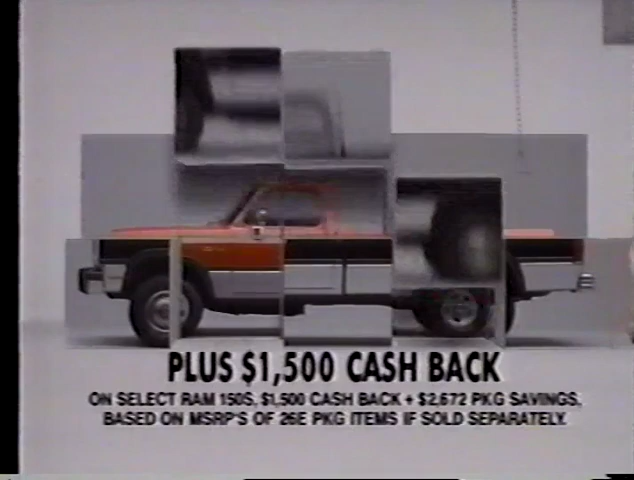 PLUS $1,500 CASH BACK
ON SELECT RAM 150S. $1,500 CASH BACK + $2,672 PKG SAVINGS.
BASED ON MSRP'S OF 26E PKG ITEMS IF SOLD SEPARATELY.